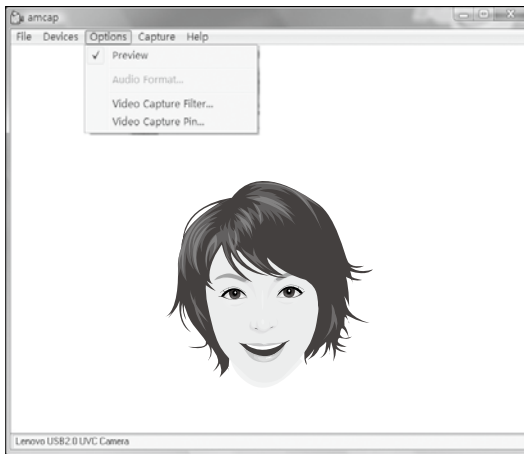 amcap
File Devices Options Capture Help
✓ Preview
Audio Format...
Video Capture Filter...
Video Capture Pin...
Lenovo USB2.0 UVC Camera